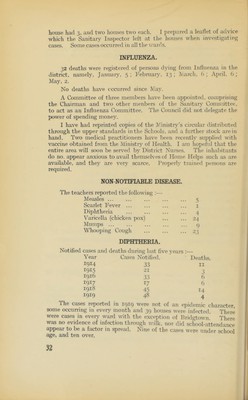 house had 3, and two houses two each. I prepared a leaflet of advice
which the Sanitary Inspector left at the houses when investigating
cases. Some cases occurred in all the wards.
INFLUENZA.
32 deaths were registered of persons dying from Influenza in the
district, namely, January, 5; February, 13; March, 6; April, 6;
May, 2.
No deaths have occurred since May.
A Committee of three members have been appointed, comprising
the Chairman and two other members of the Sanitary Committee,
to act as an Influenza Committee. The Council did not delegate the
power of spending money.
I have had reprinted copies of the Ministry's circular distributed
through the upper standards in the Schools, and a further stock are in
hand. Two medical practitioners have been recently supplied with
vaccine obtained from the Ministry of Health. I am hopeful that the
entire area will soon be served by District Nurses. The inhabitants
do not appear anxious to avail themselves of Home Helps such as are
available, and they are very scarce. Properly trained persons are
required.
NON-NOTIFIABLE DISEASE.
The teachers reported the following :—
Measles ... ... ... ... ... 5
Scarlet Fever ... ... ... ... 2
Diphtheria ... ... ... ... 4
Varicella (chicken pox) ... ... 24
Mumps ... ... ... ... ... 9
Whooping Cough ... ... ... 23
DIPHTHERIA.
Notified cases and deaths during last five years :—
Year Cases Notified. Deaths.
1914 33 12
1915 21 3
1916 33 6
1917 27 6
1918 45 14
1919 48 4
The cases reported in 1919 were not of an epidemic character,
some occurring in every month and 39 houses were infected. There
were cases in every ward with the exception of Bridgtown. There
was no evidence of infection through milk, nor did school-attendance
appear to be a factor in spread. Nine of the cases were under school
age, and ten over.
32